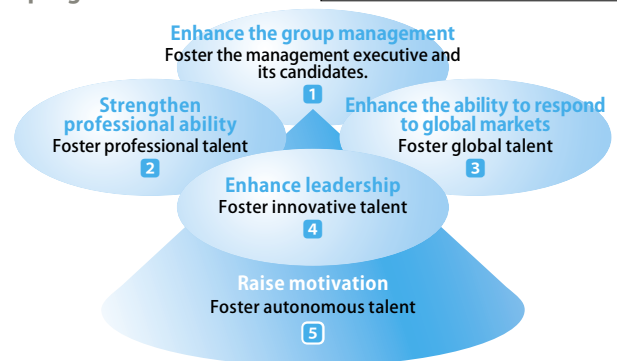 Enhance the group management
Foster the management executive and
its candidates.
1
Strengthen
professional ability
Foster professional talent
2
Enhance the ability to respond
to global markets
Foster global talent
3
Enhance leadership
Foster innovative talent
4
Raise motivation
Foster autonomous talent
5